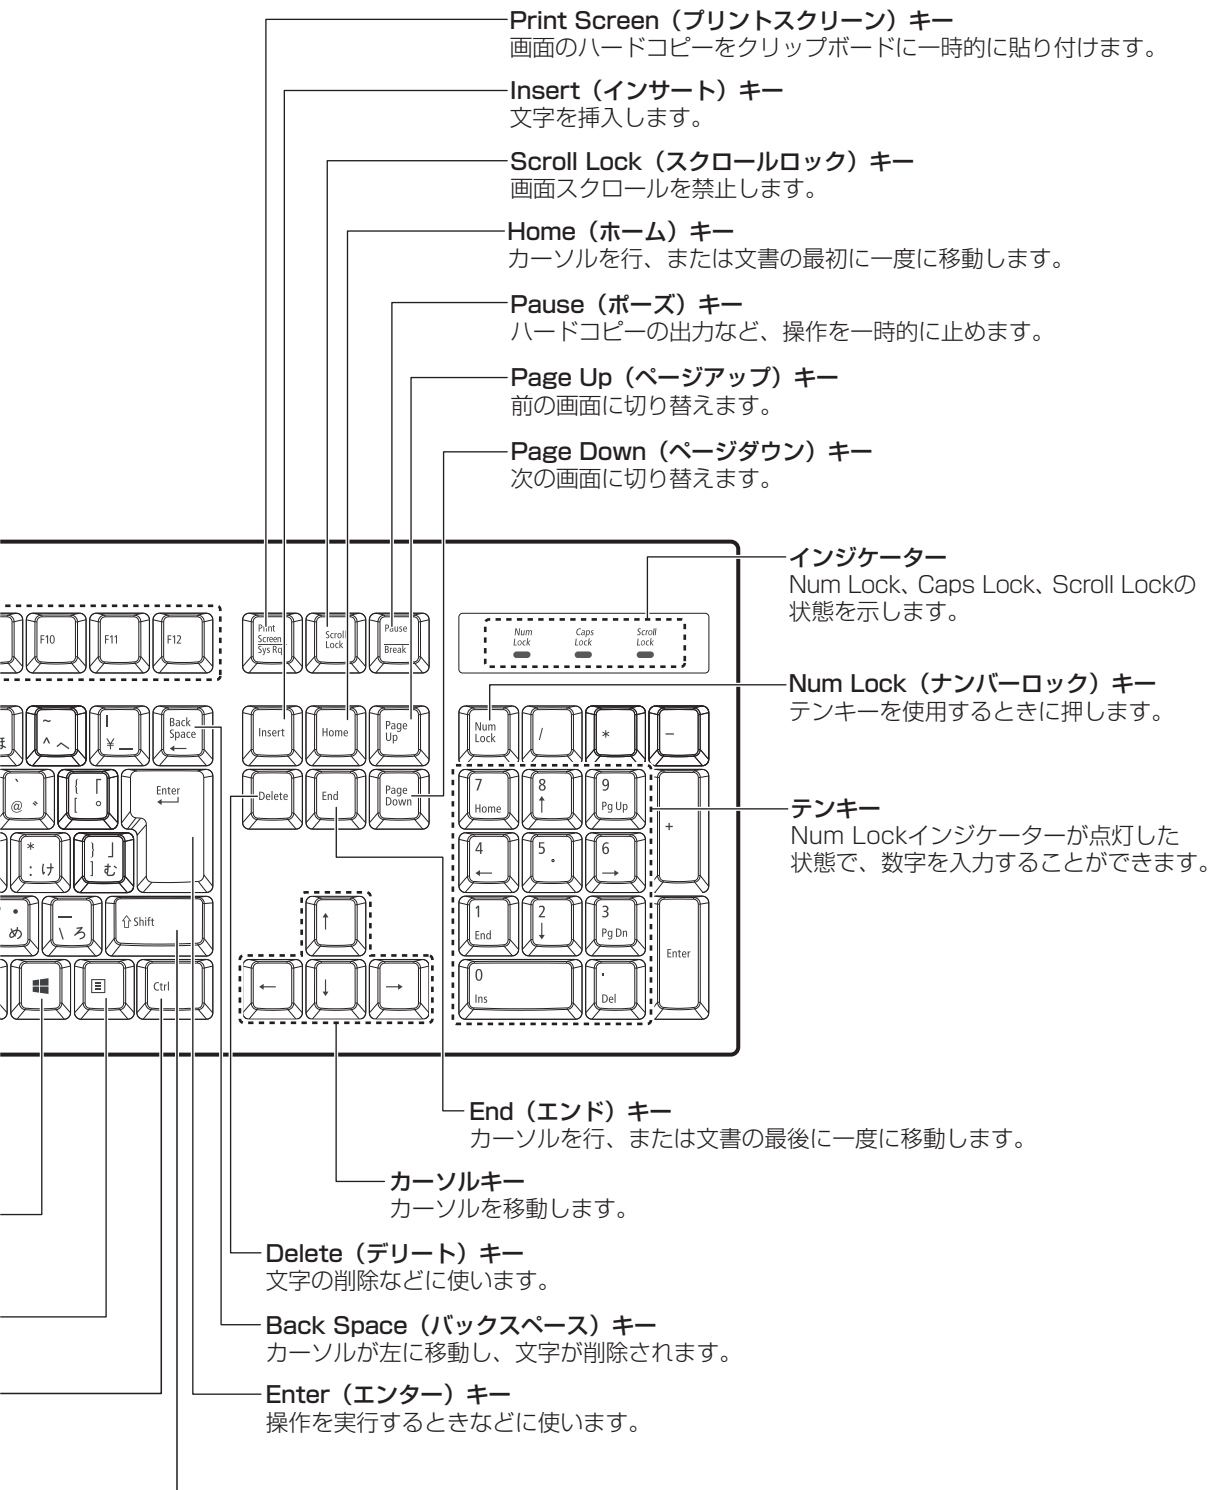 Print Screen（プリントスクリーン）キー
画面のハードコピーをクリップボードに一時的に貼り付けます。
Insert（インサート）キー
文字を挿入します。
Scroll Lock（スクロールロック）キー
画面スクロールを禁止します。
Home（ホーム）キー
カーソルを行、または文書の最初に一度に移動します。
Pause（ポーズ）キー
ハードコピーの出力など、操作を一時的に止めます。
Page Up（ページアップ）キー
前の画面に切り替えます。
Page Down（ページダウン）キー
次の画面に切り替えます。
インジケーター
Num Lock、Caps Lock、Scroll Lockの
状態を示します。
F10 F11 F12
Print Screen Sys Rq
Scroll Lock
Pause Break
Num Lock
Caps Lock
Scroll Lock
Num Lock（ナンバーロック）キー
テンキーを使用するときに押します。
ほ
~ ^ へ
| ¥ ー
Back Space ←
Insert Home Page Up
Num Lock / * −
` @ ゛
{ 「 [ ゜
Enter
Delete End Page Down
7 Home
8 ↑
9 Pg Up
+
テンキー
Num Lockインジケーターが点灯した
状態で、数字を入力することができます。
* : け
} 」 ] む
4 ←
5
6 →
・ め
_ \ ろ
⇧ Shift
↑
1 End
2 ↓
3 Pg Dn
Enter
Ctrl
← ↓ →
0 Ins
. Del
End（エンド）キー
カーソルを行、または文書の最後に一度に移動します。
カーソルキー
カーソルを移動します。
Delete（デリート）キー
文字の削除などに使います。
Back Space（バックスペース）キー
カーソルが左に移動し、文字が削除されます。
Enter（エンター）キー
操作を実行するときなどに使います。